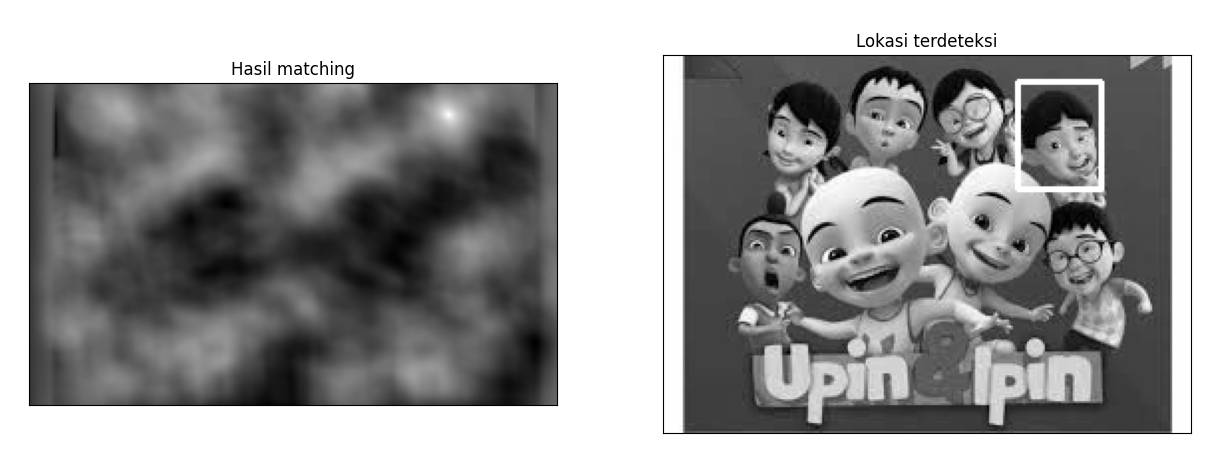 Hasil matching
Lokasi terdeteksi
Upin & Ipin